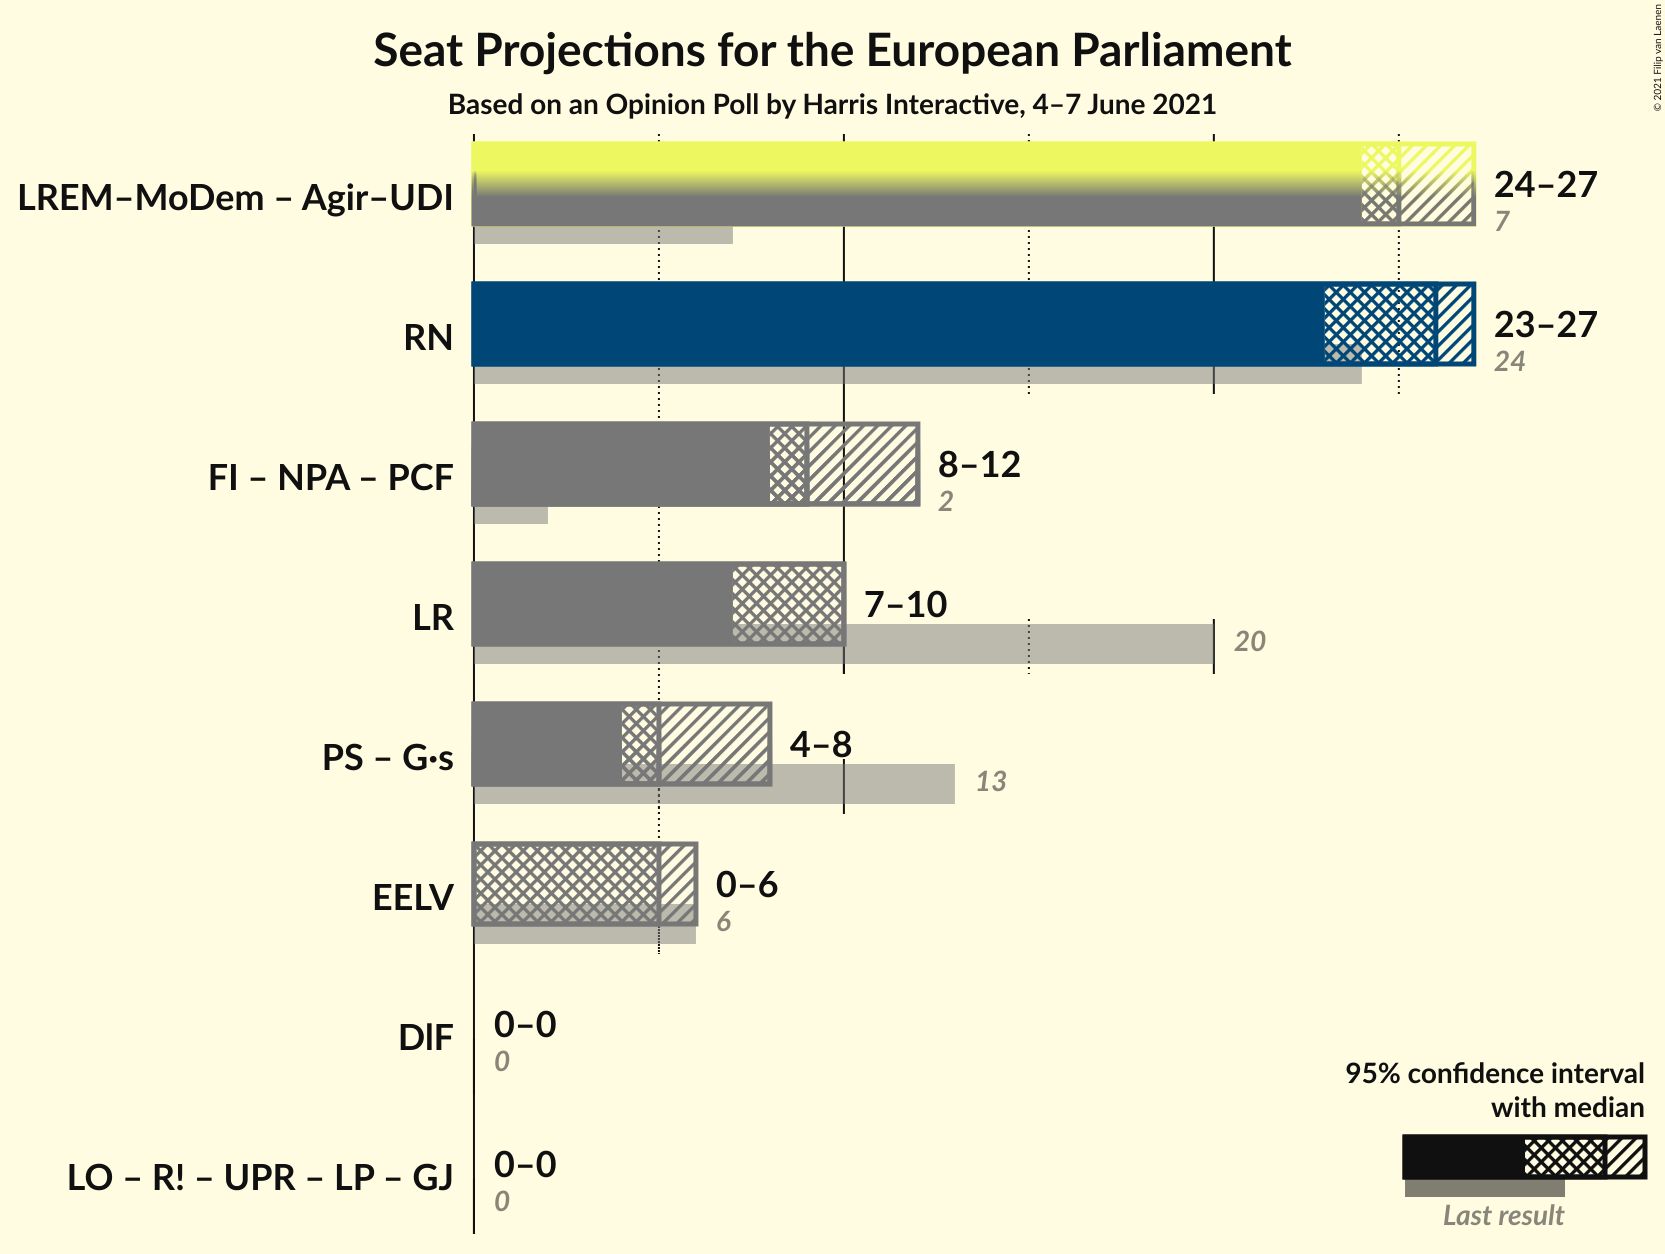 Seat Projections for the European Parliament
Based on an Opinion Poll by Harris Interactive, 4–7 June 2021
© 2021 Filip van Laenen
LREM–MoDem – Agir–UDI
24–27
7
RN
23–27
24
FI – NPA – PCF
8–12
2
LR
7–10
20
PS – G·s
4–8
13
EELV
0–6
6
DlF
0–0
0
LO – R! – UPR – LP – GJ
0–0
0
95% confidence interval
with median
Last result